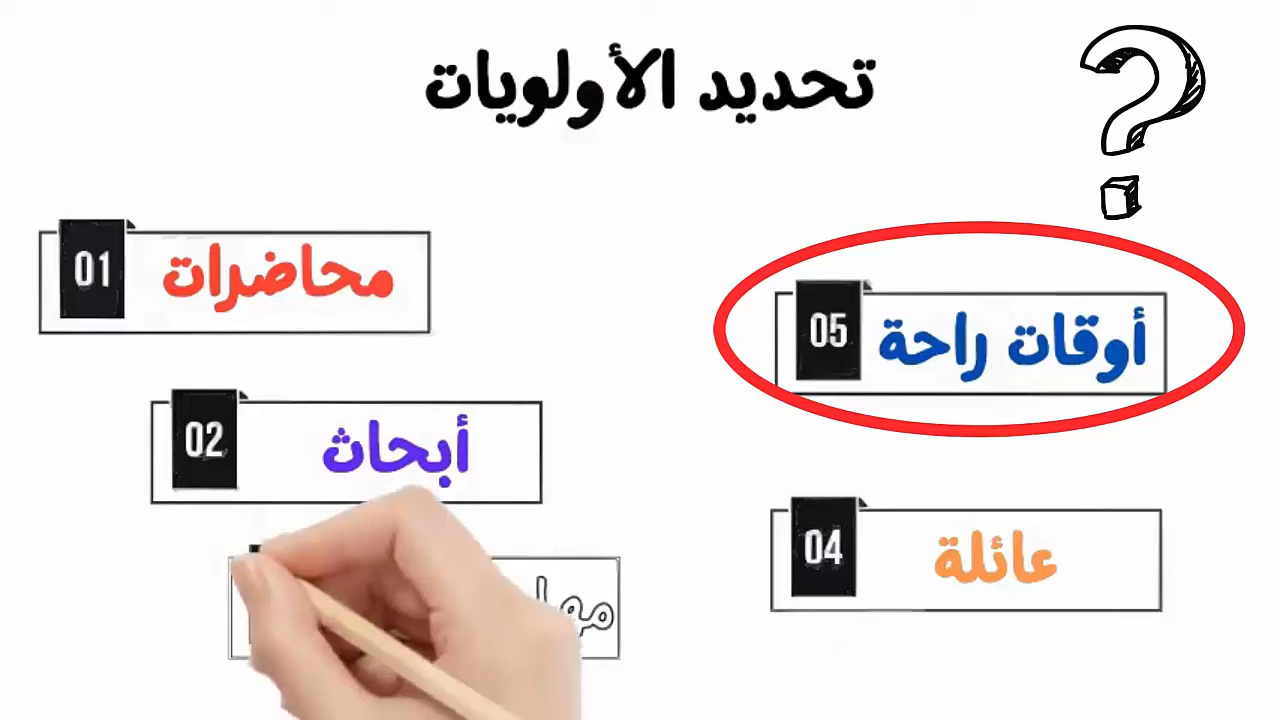 تحديد الأولويات
?
01 محاضرات
02 أبحاث
05 أوقات راحة
04 عائلة